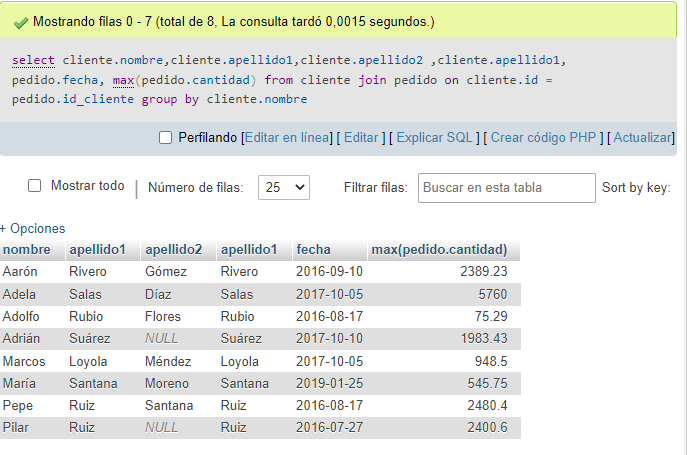 Mostrando filas 0 - 7 (total de 8, La consulta tardó 0,0015 segundos.)
select cliente.nombre,cliente.apellido1,cliente.apellido2 ,cliente.apellido1,
pedido.fecha, max(pedido.cantidad) from cliente join pedido on cliente.id =
pedido.id_cliente group by cliente.nombre
Perfilando [Editar en línea] [ Editar ] [ Explicar SQL ] [ Crear código PHP ] [ Actualizar]
Mostrar todo | Número de filas: 25 Filtrar filas: Buscar en esta tabla Sort by key:
+ Opciones
nombre apellido1 apellido2 apellido1 fecha max(pedido.cantidad)
Aarón Rivero Gómez Rivero 2016-09-10 2389.23
Adela Salas Díaz Salas 2017-10-05 5760
Adolfo Rubio Flores Rubio 2016-08-17 75.29
Adrián Suárez NULL Suárez 2017-10-10 1983.43
Marcos Loyola Méndez Loyola 2017-10-05 948.5
María Santana Moreno Santana 2019-01-25 545.75
Pepe Ruiz Santana Ruiz 2016-08-17 2480.4
Pilar Ruiz NULL Ruiz 2016-07-27 2400.6